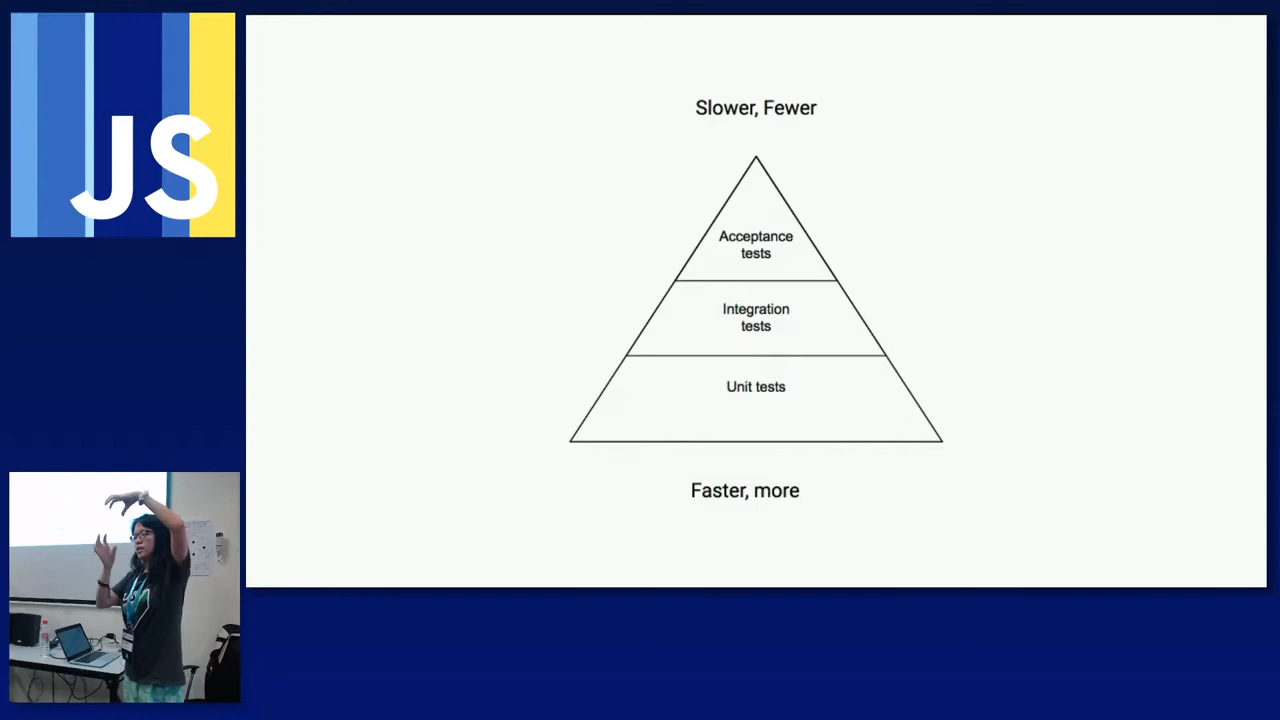 JS
Slower, Fewer
Acceptance
tests
Integration
tests
Unit tests
Faster, more